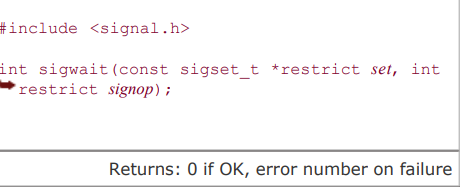 #include <signal.h>
int sigwait(const sigset_t *restrict set, int
restrict signop);
Returns: 0 if OK, error number on failure